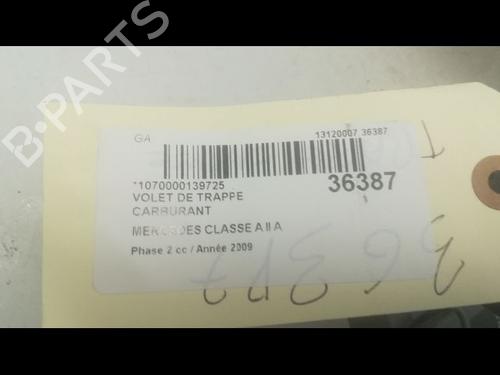 GA
13120007 36387
*1070000139725
36387
VOLET DE TRAPPE
CARBURANT
MERCEDES CLASSE A II A
Phase 2 cc / Année 2009
B-PARTS